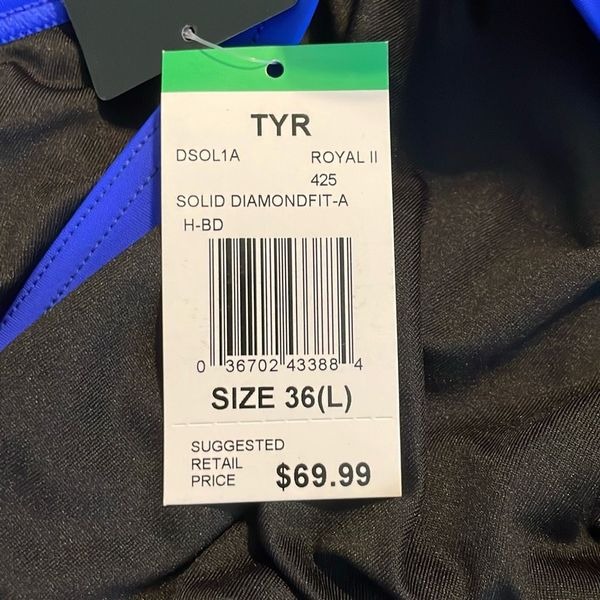 TYR
DSOL1A ROYAL II
425
SOLID DIAMONDFIT-A
H-BD
0 36702 43388 4
SIZE 36(L)
SUGGESTED
RETAIL
PRICE $69.99